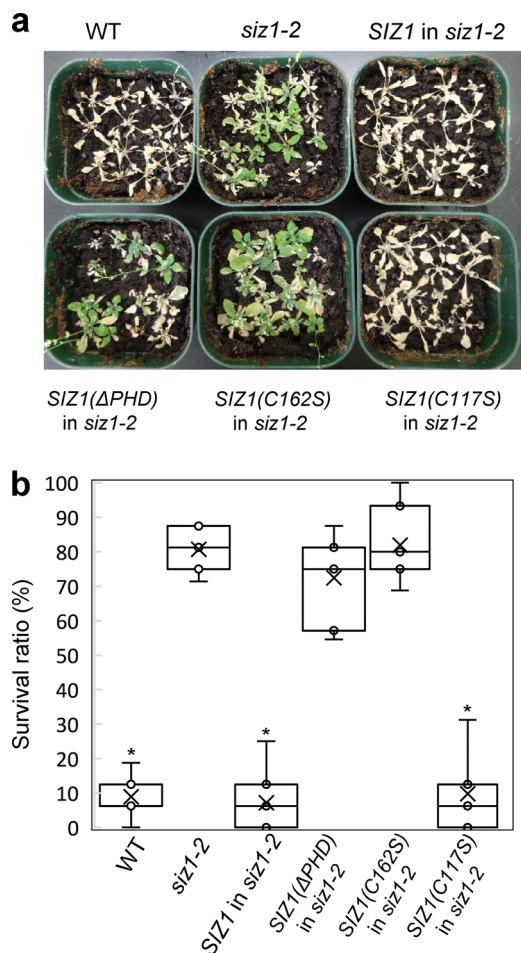 a
WT siz1-2 SIZ1 in siz1-2
SIZ1(ΔPHD) SIZ1(C162S) SIZ1(C117S)
in siz1-2 in siz1-2 in siz1-2
b
Survival ratio (%)
100
90
80
70
60
50
40
30
20
10
0
*
*
*
WT
siz1-2
SIZ1 in siz1-2
SIZ1(ΔPHD)
in siz1-2
SIZ1(C162S)
in siz1-2
SIZ1(C117S)
in siz1-2